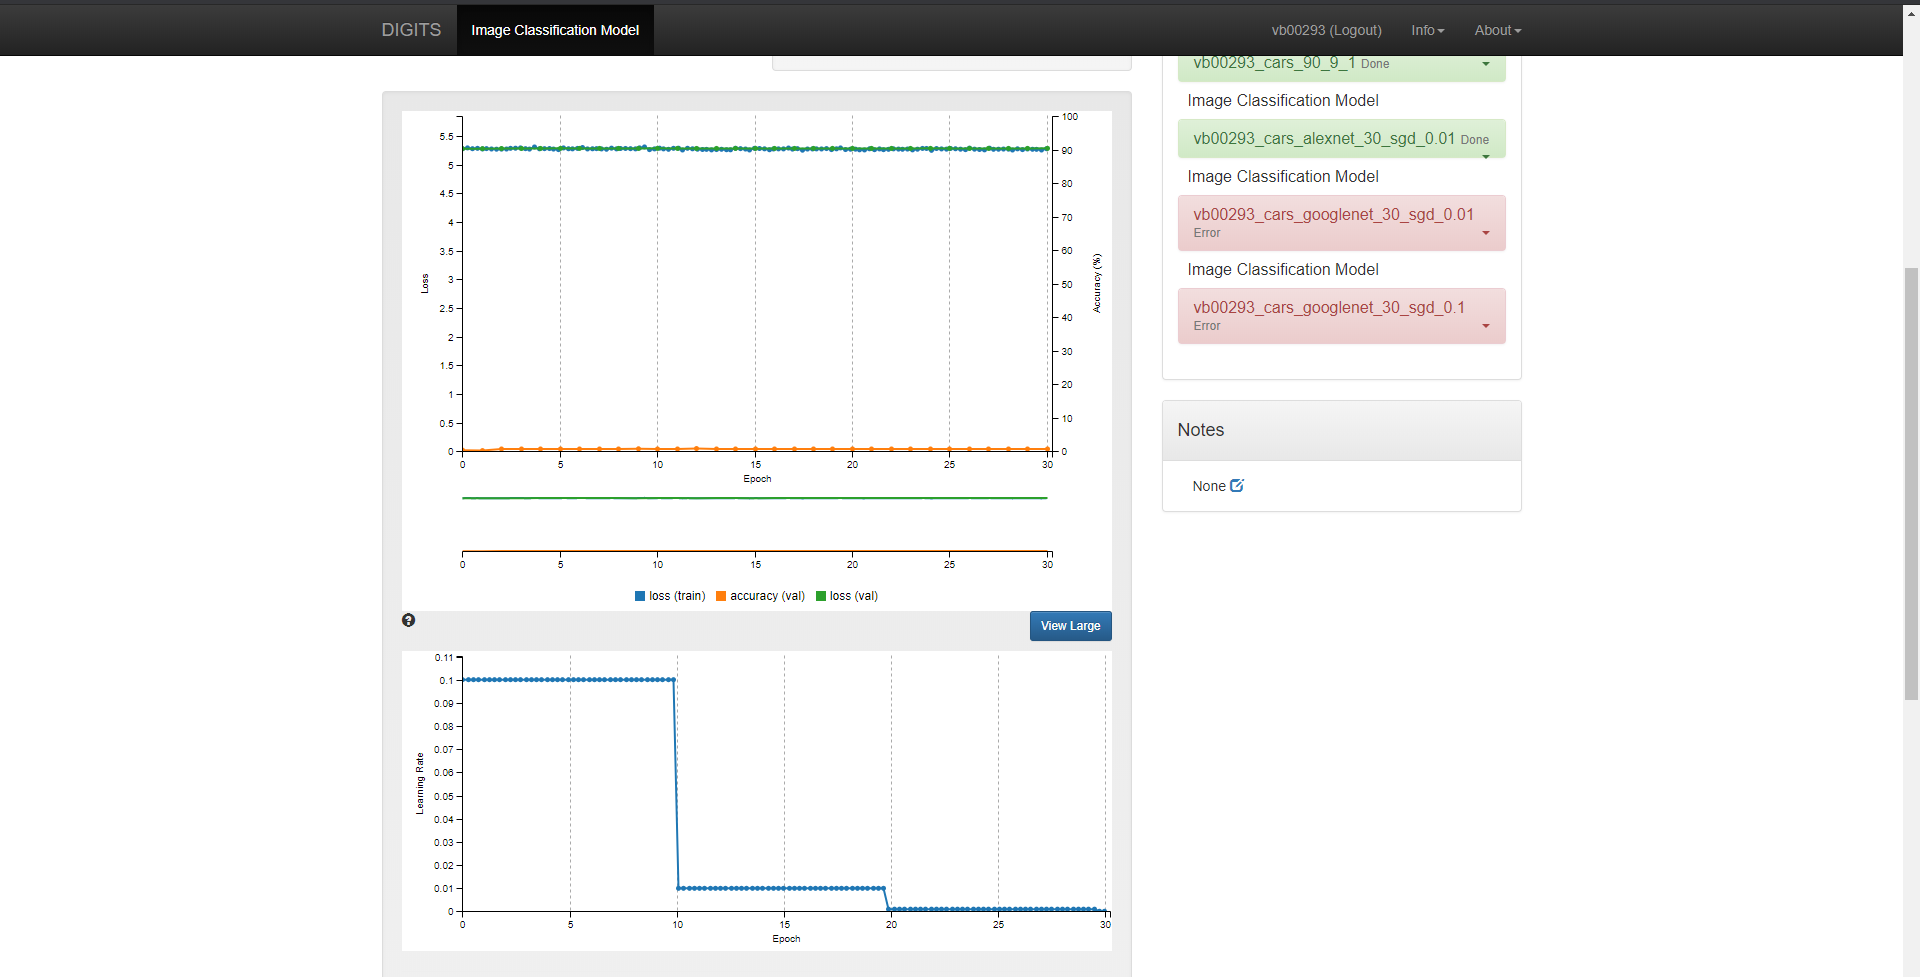 DIGITS
Image Classification Model
vb00293 (Logout)
Info
About
vb00293_cars_90_9_1 Done
Image Classification Model
vb00293_cars_alexnet_30_sgd_0.01 Done
Image Classification Model
vb00293_cars_googlenet_30_sgd_0.01
Error
Image Classification Model
vb00293_cars_googlenet_30_sgd_0.1
Error
Notes
None
5.5
5
4.5
4
3.5
3
2.5
2
1.5
1
0.5
0
Loss
100
90
80
70
60
50
40
30
20
10
0
Accuracy (%)
0 5 10 15 20 25 30
Epoch
0 5 10 15 20 25 30
loss (train) accuracy (val) loss (val)
View Large
0.11
0.1
0.09
0.08
0.07
0.06
0.05
0.04
0.03
0.02
0.01
0
Learning Rate
0 5 10 15 20 25 30
Epoch